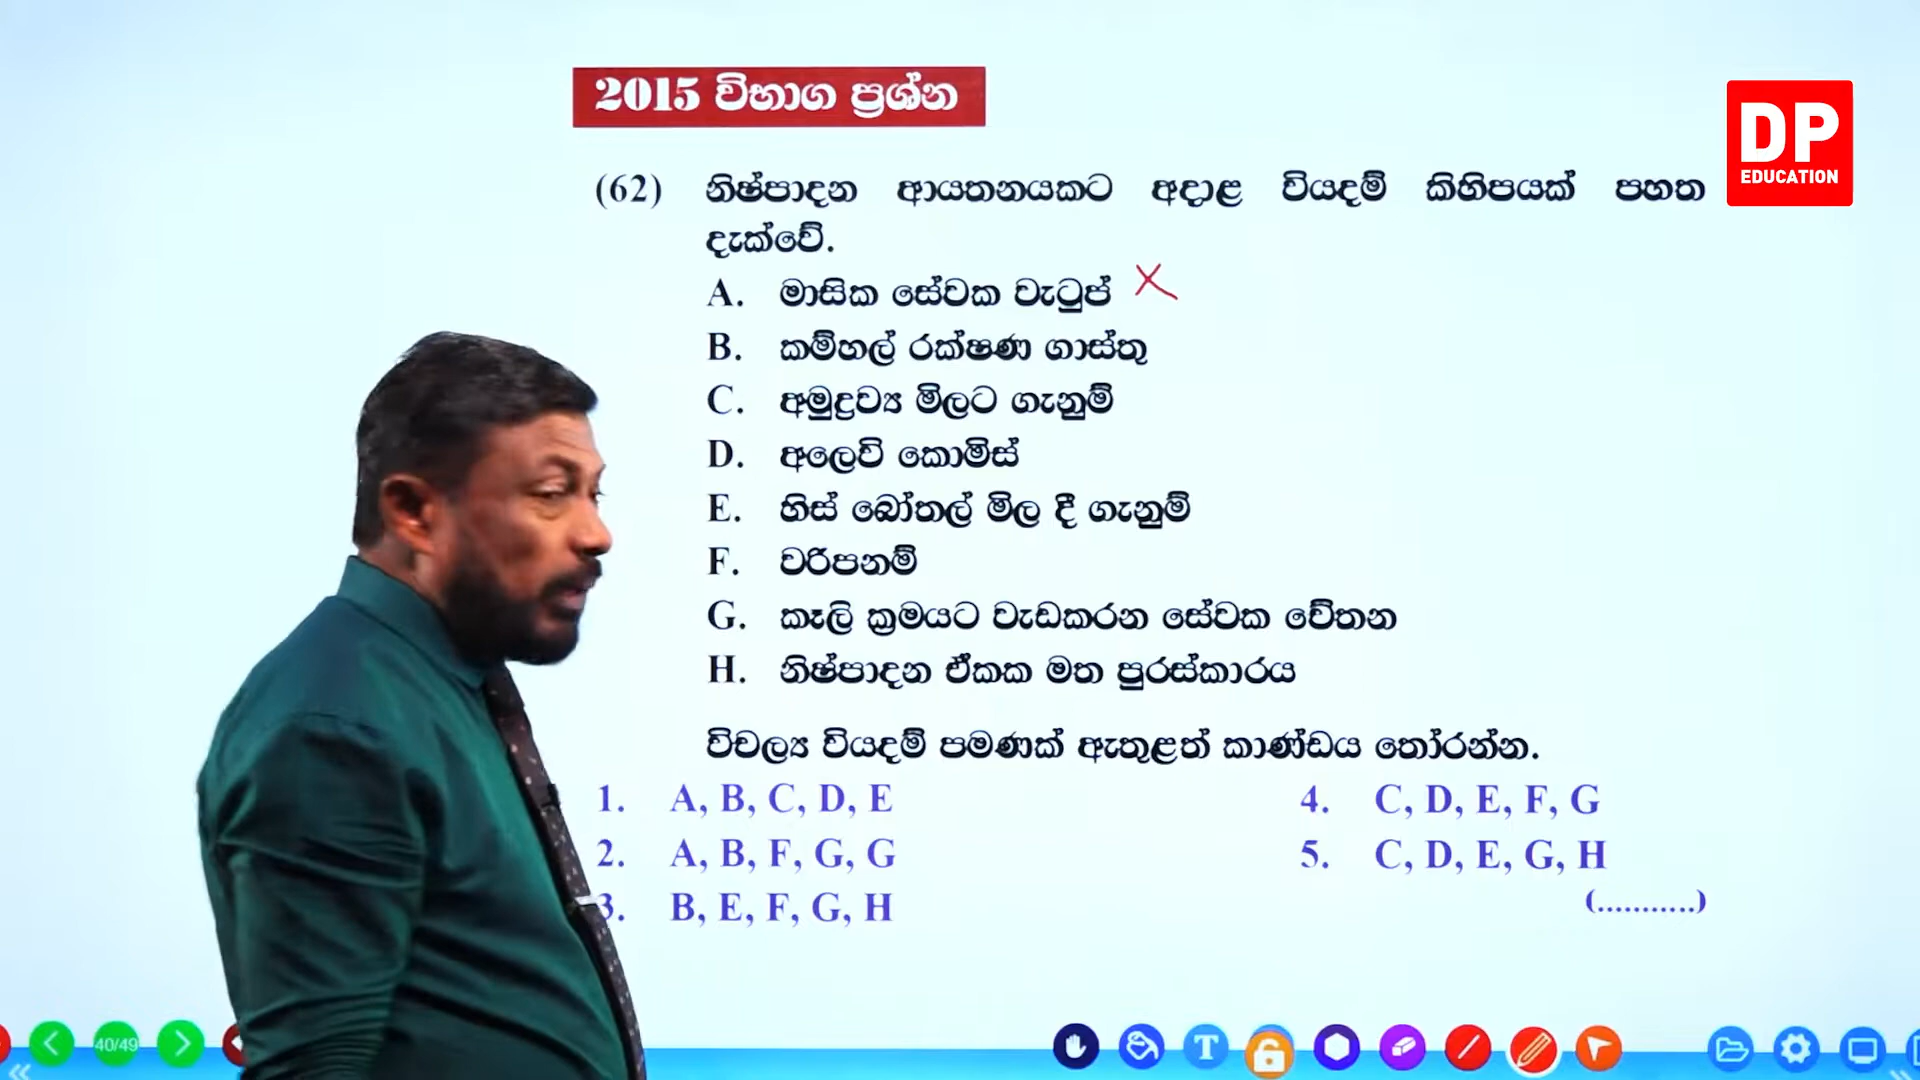 2015 විභාග ප්‍රශ්න
DP
EDUCATION
(62) නිෂ්පාදන ආයතනයකට අදාළ වියදම් කිහිපයක් පහත
දැක්වේ.
A. මාසික සේවක වැටුප්
B. කම්හල් රක්ෂණ ගාස්තු
C. අමුද්‍රව්‍ය මිලට ගැනුම්
D. අලෙවි කොමිස්
E. හිස් බෝතල් මිල දී ගැනුම්
F. වරිපනම්
G. කෑලි ක්‍රමයට වැඩකරන සේවක වේතන
H. නිෂ්පාදන ඒකක මත පුරස්කාරය
විචල්‍ය වියදම් පමණක් ඇතුළත් කාණ්ඩය තෝරන්න.
1. A, B, C, D, E
2. A, B, F, G, G
3. B, E, F, G, H
4. C, D, E, F, G
5. C, D, E, G, H
(...........)
40/49
T